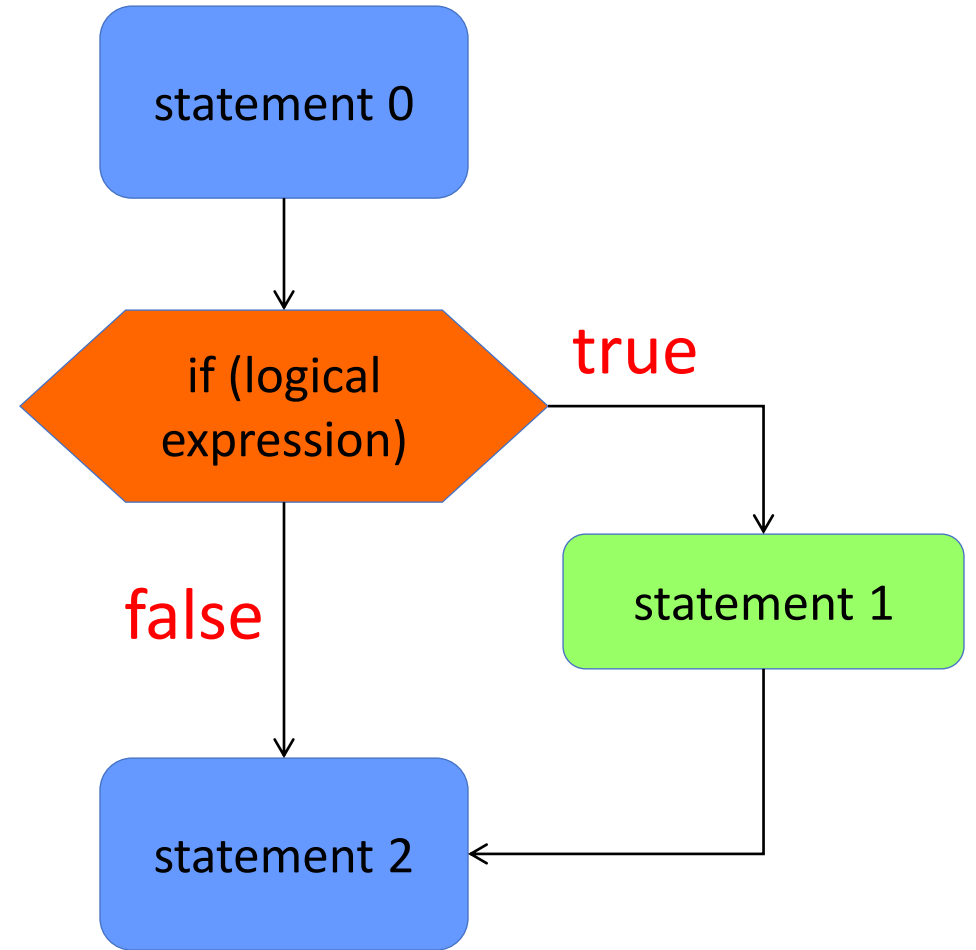 statement 0
if (logical
expression)
true
false
statement 1
statement 2